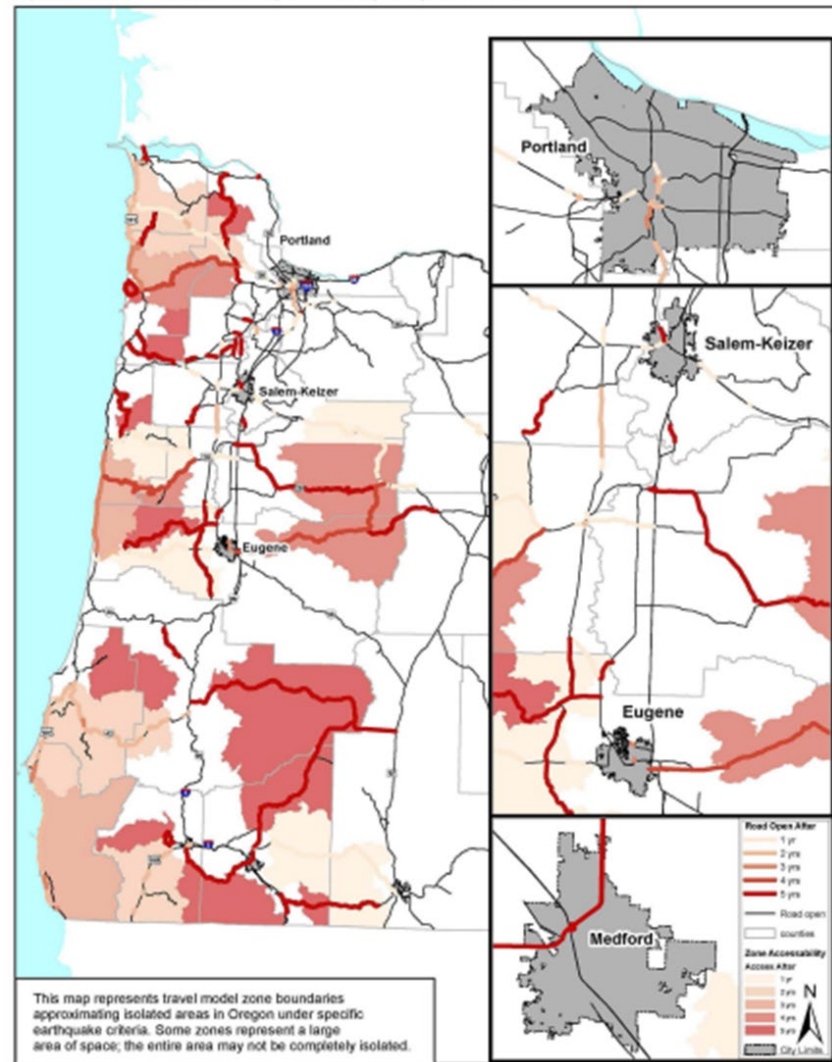 Portland
Salem-Keizer
Eugene
Portland
Salem-Keizer
Eugene
Medford
Road Open After
1 yr
2 yrs
3 yrs
4 yrs
5 yrs
Road open
counties
Zone Accessability
Access After
1 yr
2 yrs
3 yrs
4 yrs
5 yrs
City Limits
N
This map represents travel model zone boundaries
approximating isolated areas in Oregon under specific
earthquake criteria. Some zones represent a large
area of space; the entire area may not be completely isolated.